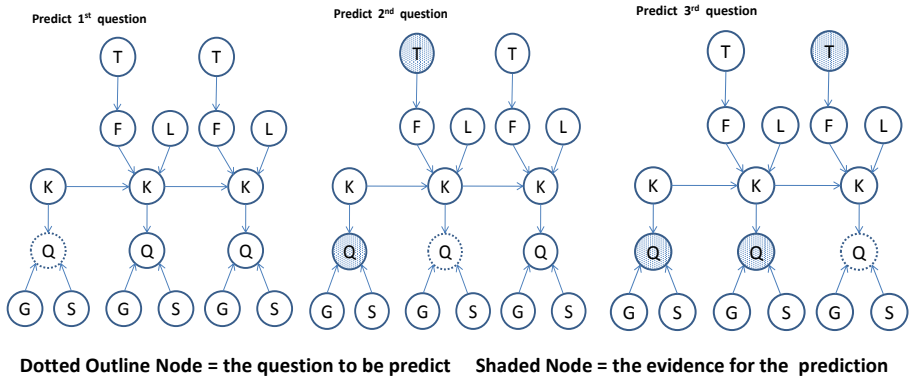 Predict 1st question
Predict 2nd question
Predict 3rd question
T T T T T T
F L F L F L F L F L F L
K K K K K K K K K
Q Q Q Q Q Q Q Q Q
G S G S G S G S G S G S G S G S G S
Dotted Outline Node = the question to be predict Shaded Node = the evidence for the prediction